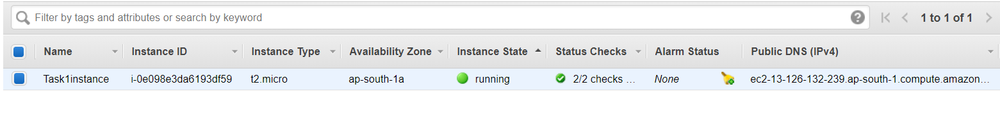 Filter by tags and attributes or search by keyword ? 1 to 1 of 1
Name Instance ID Instance Type Availability Zone Instance State Status Checks Alarm Status Public DNS (IPv4)
Task1instance i-0e098e3da6193df59 t2.micro ap-south-1a running 2/2 checks ... None ec2-13-126-132-239.ap-south-1.compute.amazon...